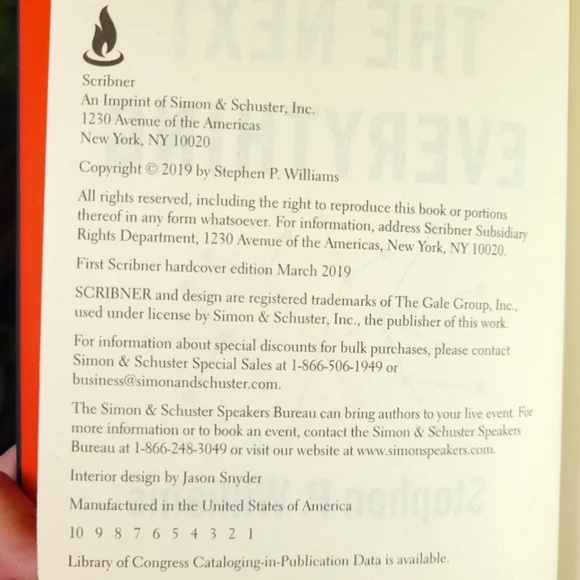 Scribner
An Imprint of Simon & Schuster, Inc.
1230 Avenue of the Americas
New York, NY 10020
Copyright © 2019 by Stephen P. Williams
All rights reserved, including the right to reproduce this book or portions
thereof in any form whatsoever. For information, address Scribner Subsidiary
Rights Department, 1230 Avenue of the Americas, New York, NY 10020.
First Scribner hardcover edition March 2019
SCRIBNER and design are registered trademarks of The Gale Group, Inc.,
used under license by Simon & Schuster, Inc., the publisher of this work.
For information about special discounts for bulk purchases, please contact
Simon & Schuster Special Sales at 1-866-506-1949 or
business@simonandschuster.com.
The Simon & Schuster Speakers Bureau can bring authors to your live event. For
more information or to book an event, contact the Simon & Schuster Speakers
Bureau at 1-866-248-3049 or visit our website at www.simonspeakers.com.
Interior design by Jason Snyder
Manufactured in the United States of America
10 9 8 7 6 5 4 3 2 1
Library of Congress Cataloging-in-Publication Data is available.